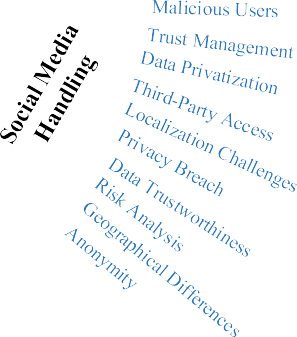 Social Media
Handling
Malicious Users
Trust Management
Data Privatization
Third-Party Access
Localization Challenges
Privacy Breach
Data Trustworthiness
Risk Analysis
Geographical Differences
Anonymity